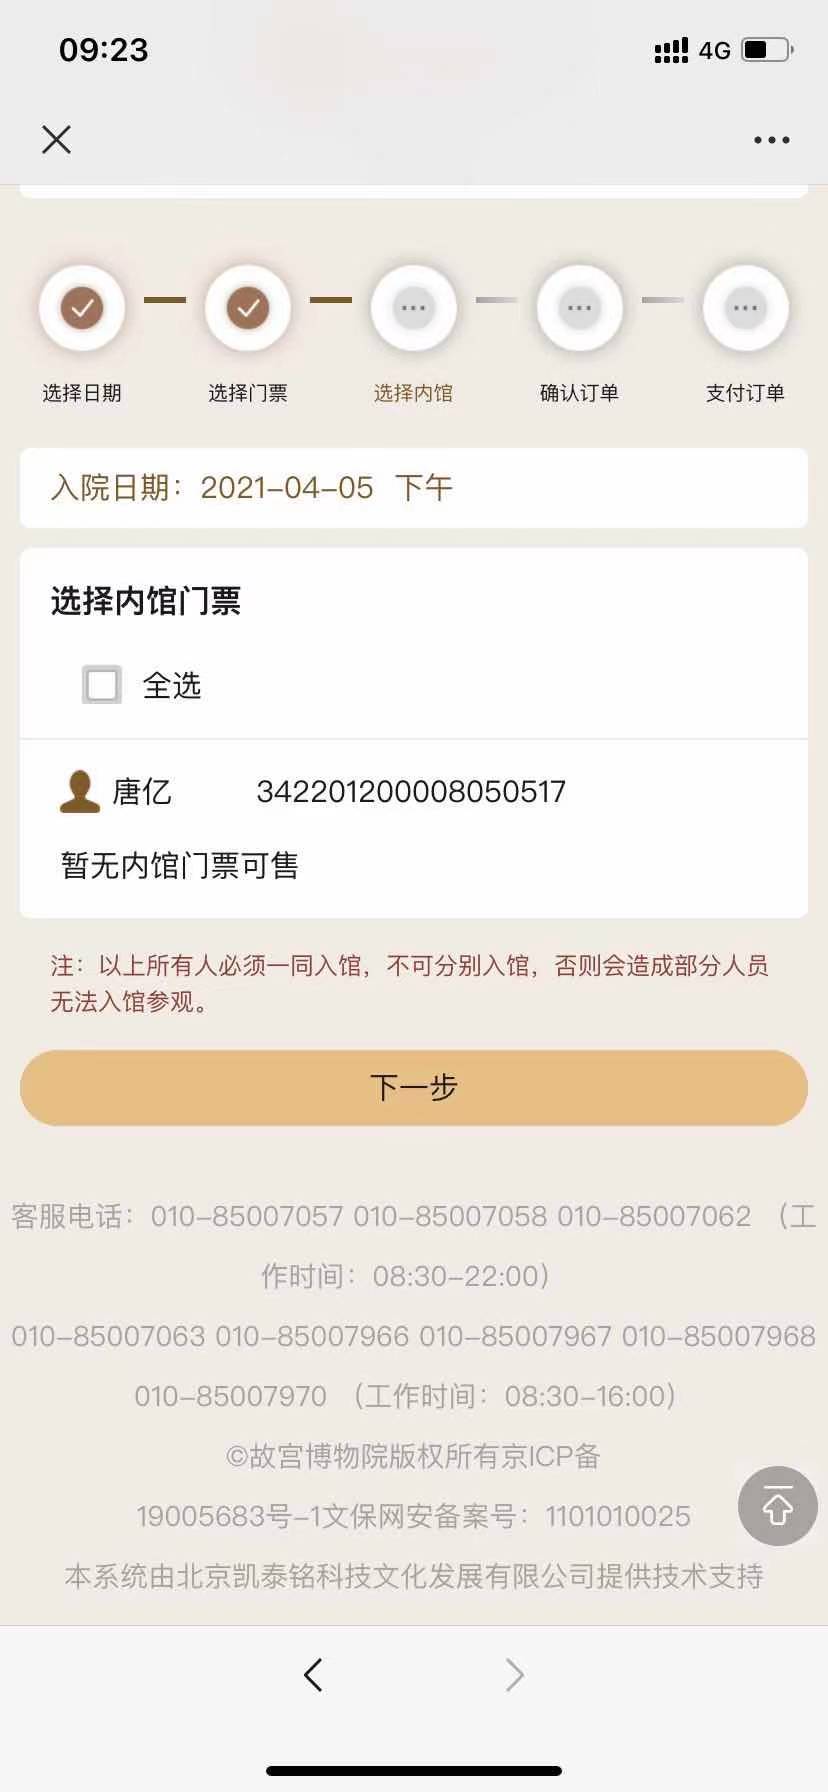 09:23
4G
选择日期
选择门票
选择内馆
确认订单
支付订单
入院日期：2021-04-05 下午
选择内馆门票
全选
唐亿 342201200008050517
暂无内馆门票可售
注：以上所有人必须一同入馆，不可分别入馆，否则会造成部分人员
无法入馆参观。
下一步
客服电话：010-85007057 010-85007058 010-85007062 （工
作时间：08:30-22:00）
010-85007063 010-85007966 010-85007967 010-85007968
010-85007970 （工作时间：08:30-16:00）
©故宫博物院版权所有京ICP备
19005683号-1文保网安备案号：1101010025
本系统由北京凯泰铭科技文化发展有限公司提供技术支持